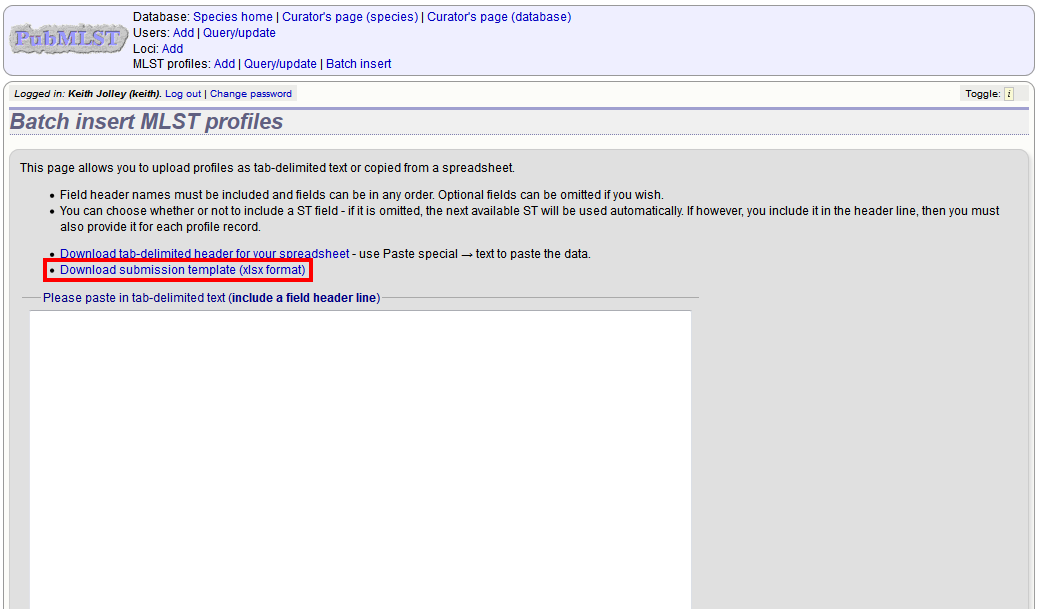 PubMLST
Database: Species home | Curator's page (species) | Curator's page (database)
Users: Add | Query/update
Loci: Add
MLST profiles: Add | Query/update | Batch insert
Logged in: Keith Jolley (keith). Log out | Change password
Toggle: i
Batch insert MLST profiles
This page allows you to upload profiles as tab-delimited text or copied from a spreadsheet.
• Field header names must be included and fields can be in any order. Optional fields can be omitted if you wish.
• You can choose whether or not to include a ST field - if it is omitted, the next available ST will be used automatically. If however, you include it in the header line, then you must
also provide it for each profile record.
• Download tab-delimited header for your spreadsheet - use Paste special → text to paste the data.
• Download submission template (xlsx format)
Please paste in tab-delimited text (include a field header line)